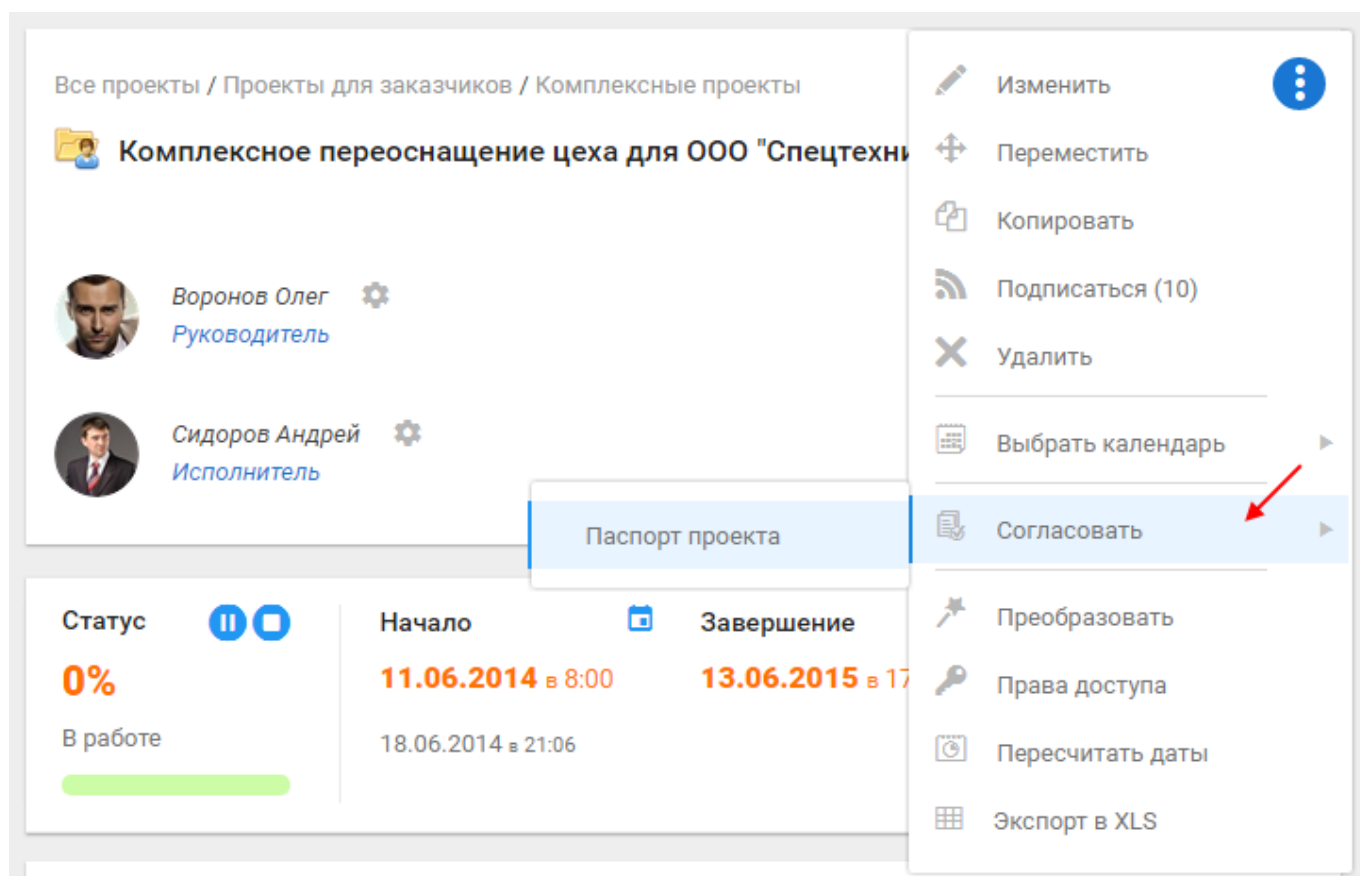 Все проекты / Проекты для заказчиков / Комплексные проекты
Комплексное переоснащение цеха для ООО "Спецтехни
Воронов Олег
Руководитель
Сидоров Андрей
Исполнитель
Изменить
Переместить
Копировать
Подписаться (10)
Удалить
Выбрать календарь
Согласовать
Паспорт проекта
Преобразовать
Права доступа
Пересчитать даты
Экспорт в XLS
Статус
0%
В работе
Начало
11.06.2014 в 8:00
18.06.2014 в 21:06
Завершение
13.06.2015 в 17